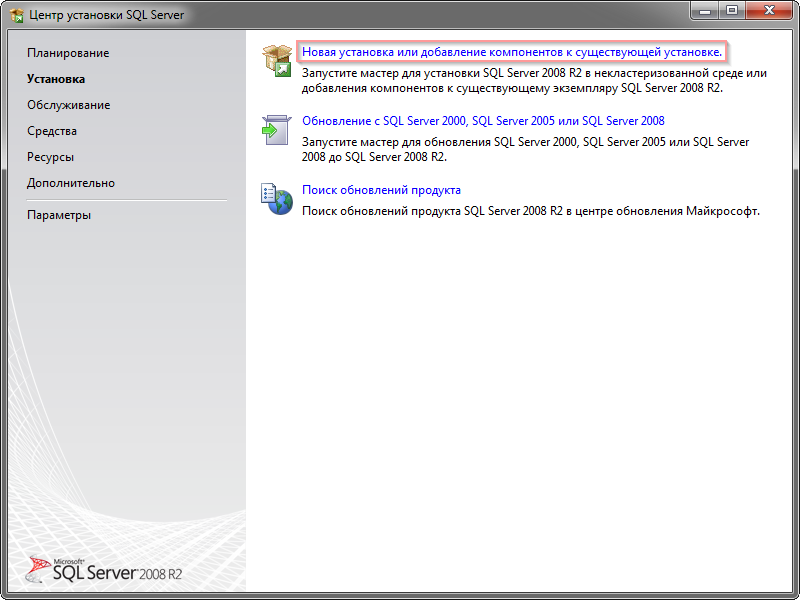 Центр установки SQL Server
Планирование
Установка
Обслуживание
Средства
Ресурсы
Дополнительно
Параметры
Новая установка или добавление компонентов к существующей установке.
Запустите мастер для установки SQL Server 2008 R2 в некластеризованной среде или
добавления компонентов к существующему экземпляру SQL Server 2008 R2.
Обновление с SQL Server 2000, SQL Server 2005 или SQL Server 2008
Запустите мастер для обновления SQL Server 2000, SQL Server 2005 или SQL Server
2008 до SQL Server 2008 R2.
Поиск обновлений продукта
Поиск обновлений продукта SQL Server 2008 R2 в центре обновления Майкрософт.
Microsoft®
SQL Server 2008 R2